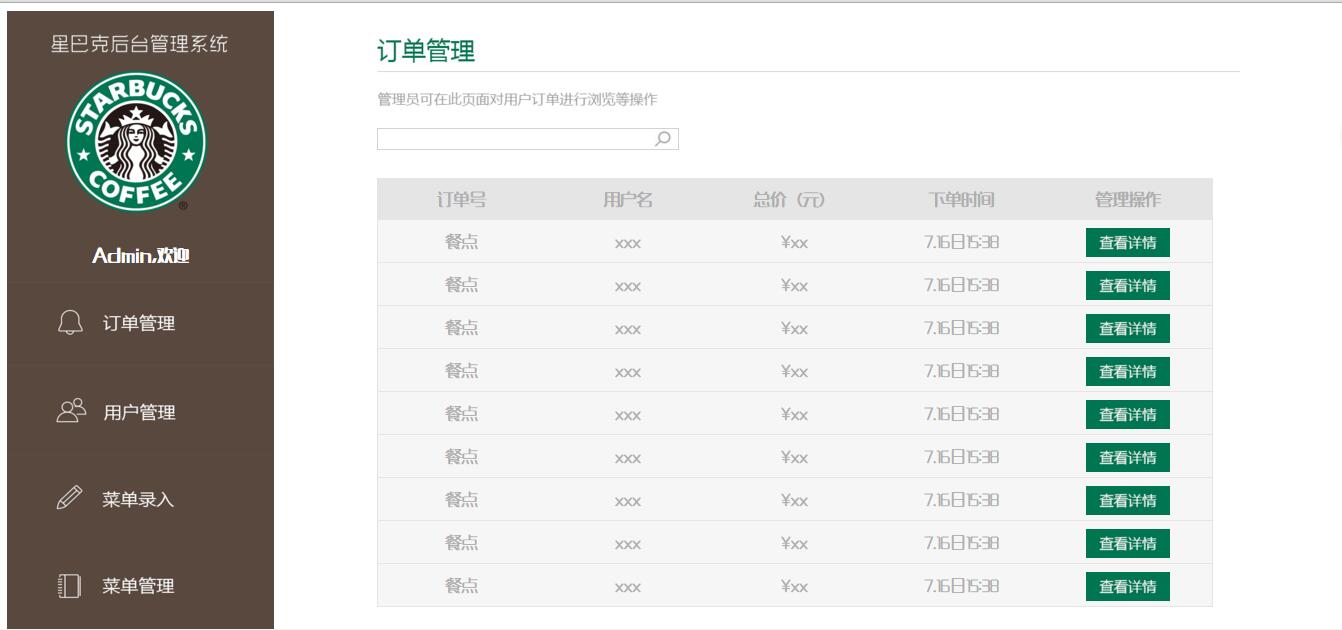 星巴克后台管理系统
STARBUCKS
COFFEE
®
Admin,欢迎
订单管理
用户管理
菜单录入
菜单管理
订单管理
管理员可在此页面对用户订单进行浏览等操作
订单号 用户名 总价（元） 下单时间 管理操作
餐点 xxx ¥xx 7.16日15:38 查看详情
餐点 xxx ¥xx 7.16日15:38 查看详情
餐点 xxx ¥xx 7.16日15:38 查看详情
餐点 xxx ¥xx 7.16日15:38 查看详情
餐点 xxx ¥xx 7.16日15:38 查看详情
餐点 xxx ¥xx 7.16日15:38 查看详情
餐点 xxx ¥xx 7.16日15:38 查看详情
餐点 xxx ¥xx 7.16日15:38 查看详情
餐点 xxx ¥xx 7.16日15:38 查看详情